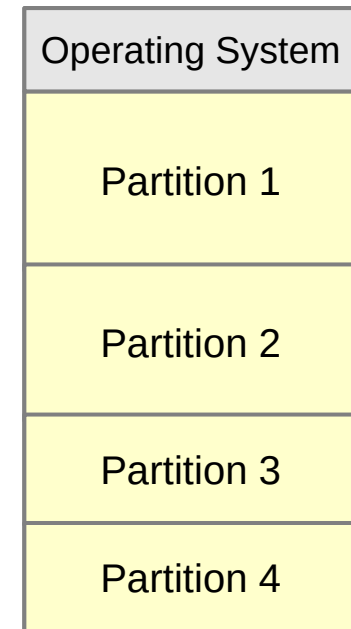 Operating System
Partition 1
Partition 2
Partition 3
Partition 4